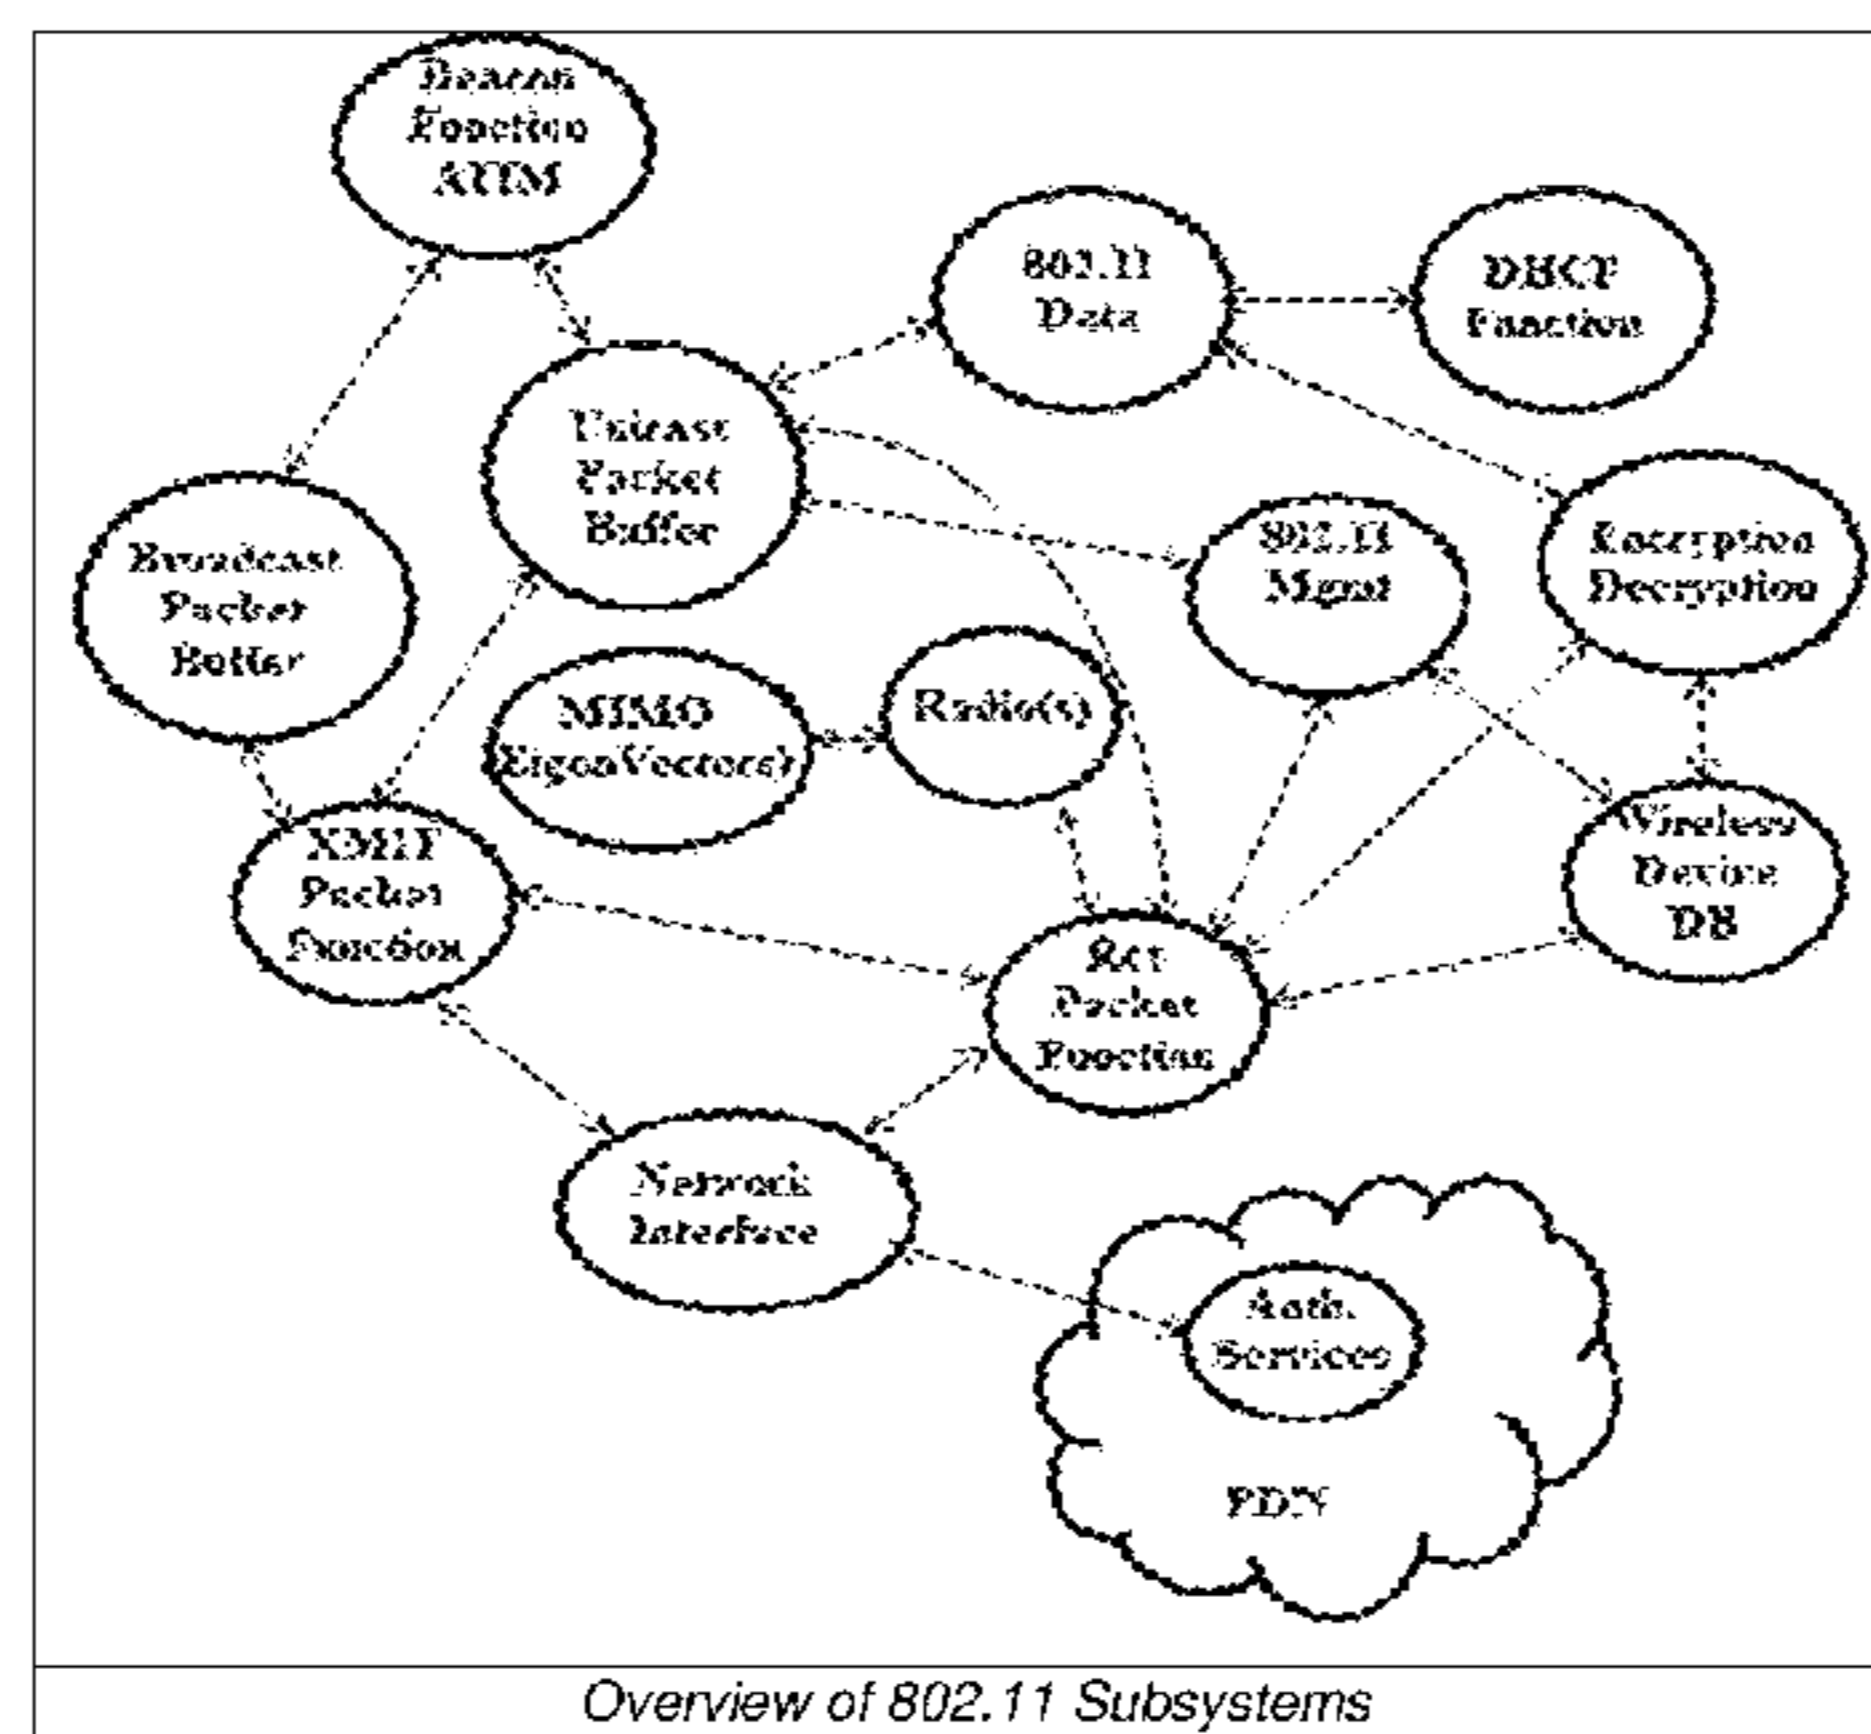 Beacon
Function
ATIM
802.11
Data
DHCP
Function
Unicast
Packet
Buffer
Broadcast
Packet
Buffer
802.11
Mgmt
Encryption
Decryption
MIMO
(EigenVectors)
Radio(s)
XMIT
Packet
Function
Wireless
Device
DB
Rcv
Packet
Function
Network
Interface
Auth.
Services
PDN
Overview of 802.11 Subsystems